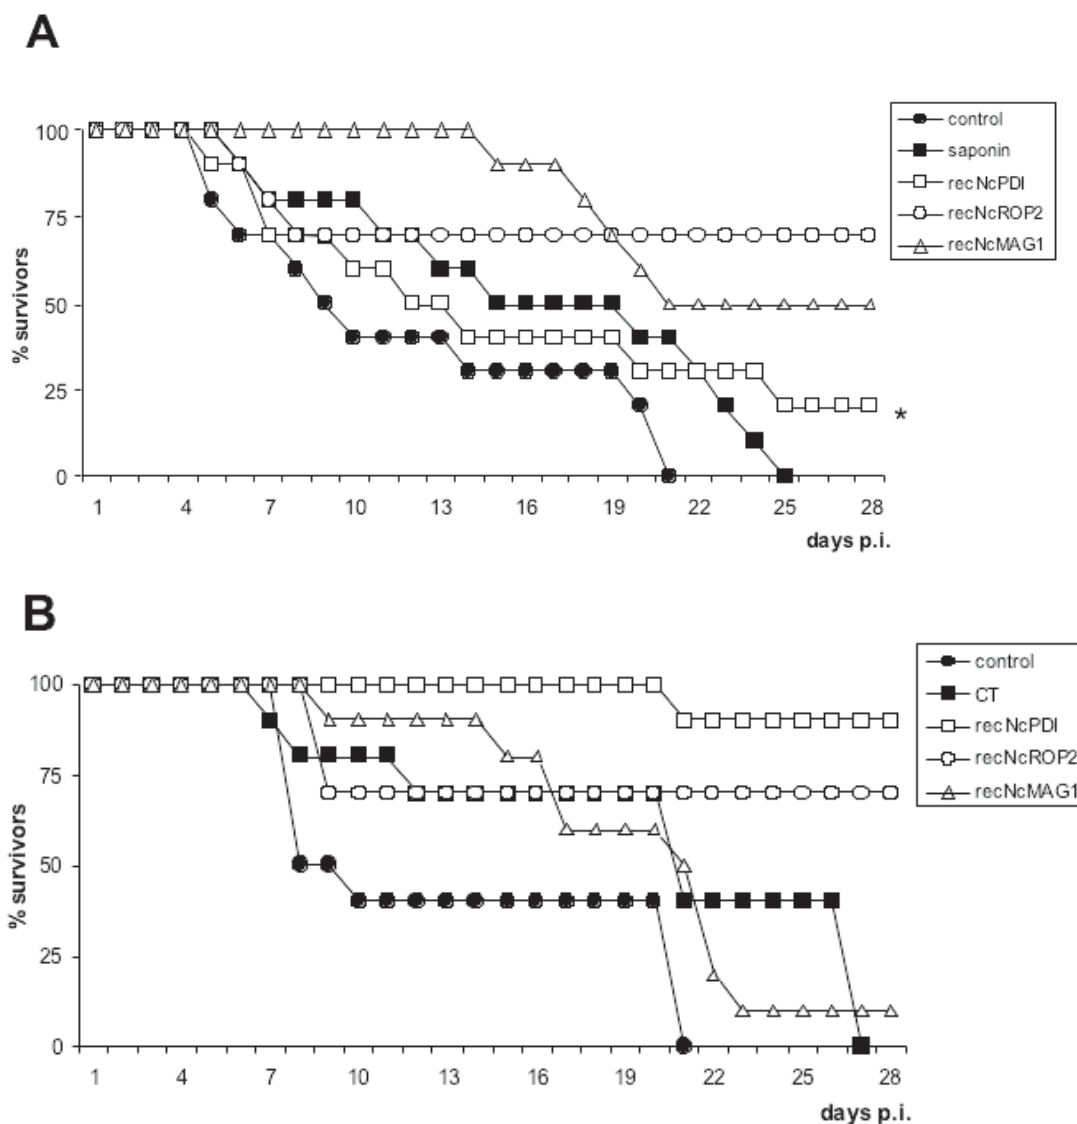 A
100
75
50
25
0
% survivors
1 4 7 10 13 16 19 22 25 28
days p.i.
control
saponin
recNcPDI
recNcROP2
recNcMAG1
*
B
100
75
50
25
0
% survivors
1 4 7 10 13 16 19 22 25 28
days p.i.
control
CT
recNcPDI
recNcROP2
recNcMAG1